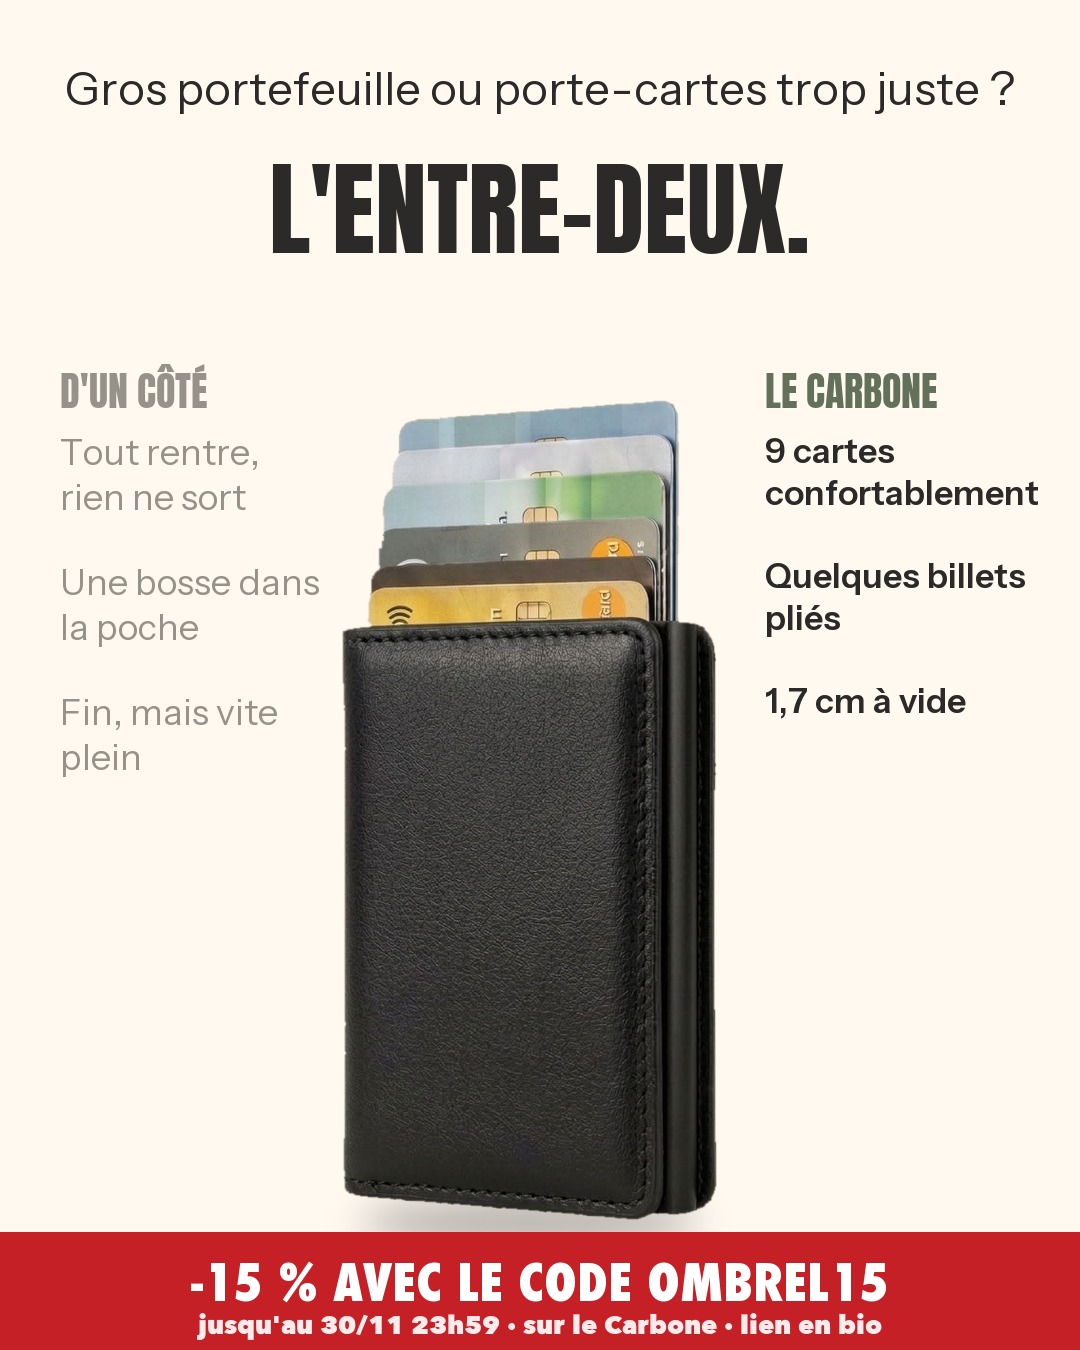 Gros portefeuille ou porte-cartes trop juste ?
L'ENTRE-DEUX.
D'UN CÔTÉ
Tout rentre,
rien ne sort
Une bosse dans
la poche
Fin, mais vite
plein
LE CARBONE
9 cartes
confortablement
Quelques billets
pliés
1,7 cm à vide
-15 % AVEC LE CODE OMBREL15
jusqu'au 30/11 23h59 • sur le Carbone • lien en bio